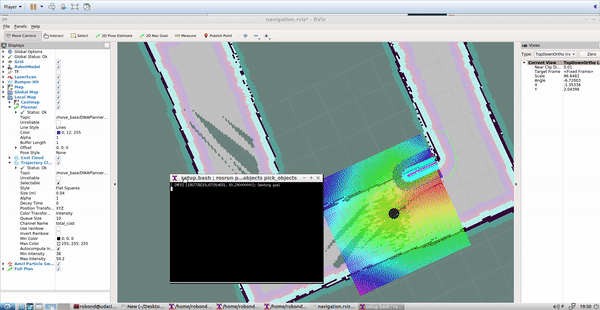 Player
navigation.rviz* - RViz
File Panels Help
Move Camera Interact Select 2D Pose Estimate 2D Nav Goal Measure Publish Point
Displays
Global Options
Global Status: Ok
Grid
RobotModel
TF
LaserScan
Bumper Hit
Map
Global Map
Local Map
Costmap
Planner
Status: Ok
Topic /move_base/DWAPlanner...
Unreliable
Line Style Lines
Color 0; 12; 255
Alpha 1
Buffer Length 1
Offset 0; 0; 0
Pose Style None
Cost Cloud
Trajectory Cl...
Status: Ok
Topic /move_base/DWAPlanner...
Unreliable
Selectable
Style Flat Squares
Size (m) 0.04
Alpha 1
Decay Time 0
Position Transf... XYZ
Color Transfor... Intensity
Queue Size 10
Channel Name total_cost
Use rainbow
Invert Rainbow
Min Color 0; 0; 0
Max Color 255; 255; 255
Autocompute In...
Min Intensity 38
Max Intensity 50.2
Amcl Particle Sw...
Full Plan
setup.bash ; rosrun p...objects pick_objects
Sending goal
Views
Type: TopDownOrtho (rv Zero
Current View TopDownOrtho (rv...
Near Clip Di... 0.01
Target Frame <Fixed Frame>
Scale 96.6482
Angle -6.72003
X -1.35336
Y 2.04398
robond@udaci... New (~/Deskto... /home/robond... /home/robond... /home/robond... navigation.rviz... 19:50